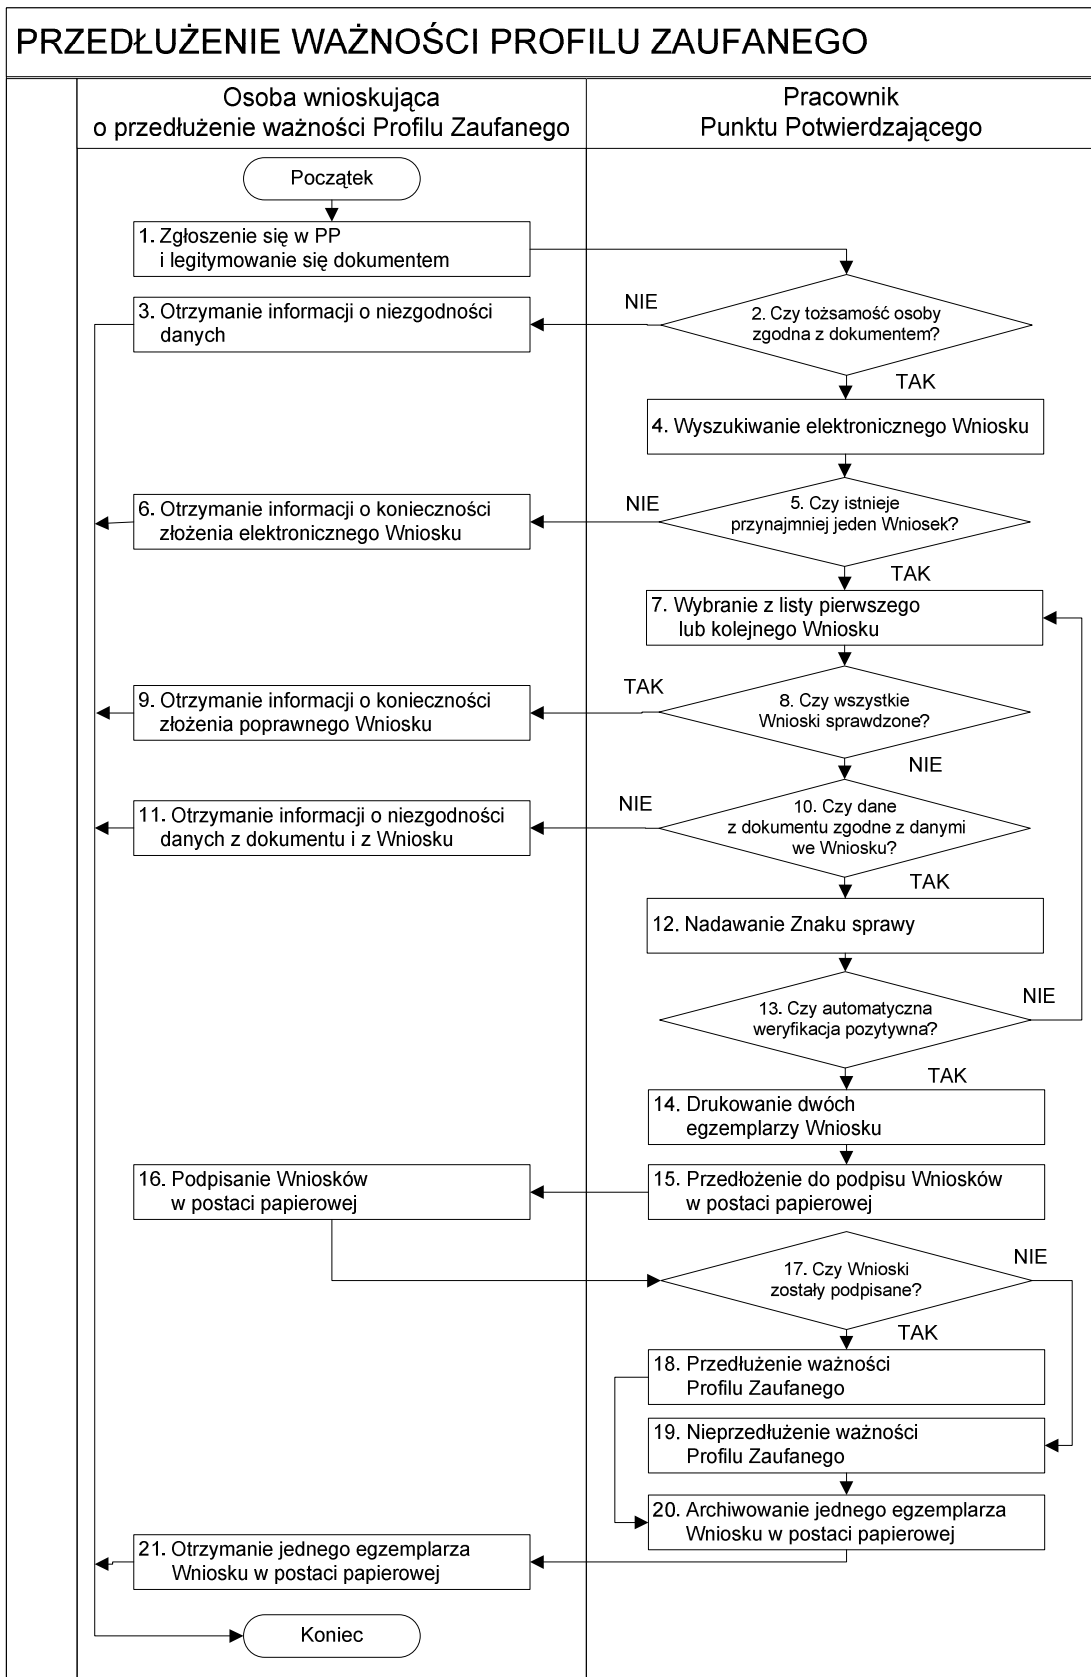 PRZEDŁUŻENIE WAŻNOŚCI PROFILU ZAUFANEGO
Osoba wnioskująca
o przedłużenie ważności Profilu Zaufanego
Pracownik
Punktu Potwierdzającego
Początek
1. Zgłoszenie się w PP
i legitymowanie się dokumentem
2. Czy tożsamość osoby
zgodna z dokumentem?
NIE
3. Otrzymanie informacji o niezgodności
danych
TAK
4. Wyszukiwanie elektronicznego Wniosku
5. Czy istnieje
przynajmniej jeden Wniosek?
NIE
6. Otrzymanie informacji o konieczności
złożenia elektronicznego Wniosku
TAK
7. Wybranie z listy pierwszego
lub kolejnego Wniosku
8. Czy wszystkie
Wnioski sprawdzone?
TAK
9. Otrzymanie informacji o konieczności
złożenia poprawnego Wniosku
NIE
10. Czy dane
z dokumentu zgodne z danymi
we Wniosku?
NIE
11. Otrzymanie informacji o niezgodności
danych z dokumentu i z Wniosku
TAK
12. Nadawanie Znaku sprawy
13. Czy automatyczna
weryfikacja pozytywna?
NIE
TAK
14. Drukowanie dwóch
egzemplarzy Wniosku
15. Przedłożenie do podpisu Wniosków
w postaci papierowej
16. Podpisanie Wniosków
w postaci papierowej
17. Czy Wnioski
zostały podpisane?
NIE
TAK
18. Przedłużenie ważności
Profilu Zaufanego
19. Nieprzedłużenie ważności
Profilu Zaufanego
20. Archiwowanie jednego egzemplarza
Wniosku w postaci papierowej
21. Otrzymanie jednego egzemplarza
Wniosku w postaci papierowej
Koniec